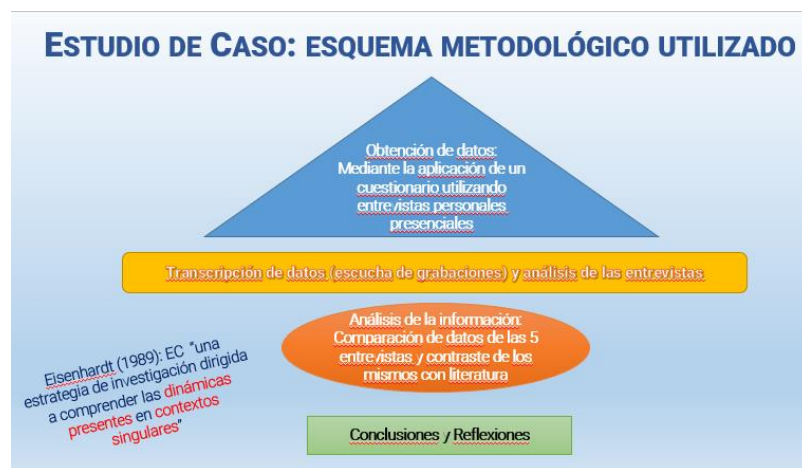 ESTUDIO DE CASO: ESQUEMA METODOLÓGICO UTILIZADO
Obtención de datos:
Mediante la aplicación de un
cuestionario utilizando
entrevistas personales
presenciales
Transcripción de datos (escucha de grabaciones) y análisis de las entrevistas
Análisis de la información:
Comparación de datos de las 5
entrevistas y contraste de los
mismos con literatura
Eisenhardt (1989): EC "una
estrategia de investigación dirigida
a comprender las dinámicas
presentes en contextos
singulares"
Conclusiones y Reflexiones